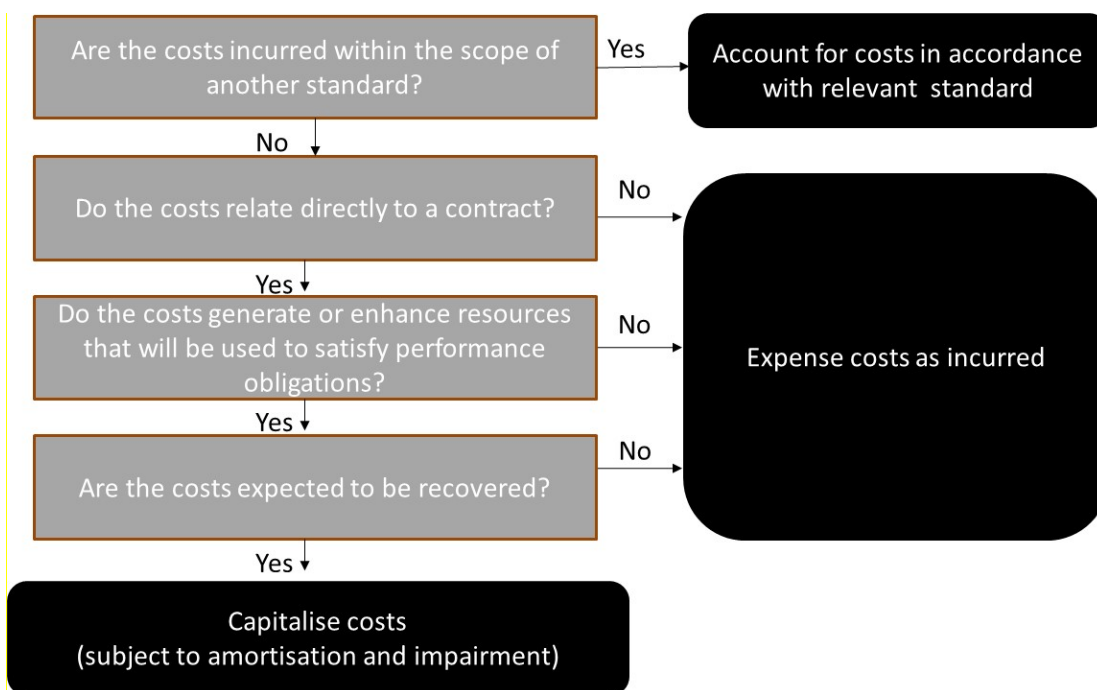 Are the costs incurred within the scope of
another standard?
Yes
Account for costs in accordance
with relevant standard
No
Do the costs relate directly to a contract?
No
Yes
Do the costs generate or enhance resources
that will be used to satisfy performance
obligations?
No
Expense costs as incurred
Yes
Are the costs expected to be recovered?
No
Yes
Capitalise costs
(subject to amortisation and impairment)